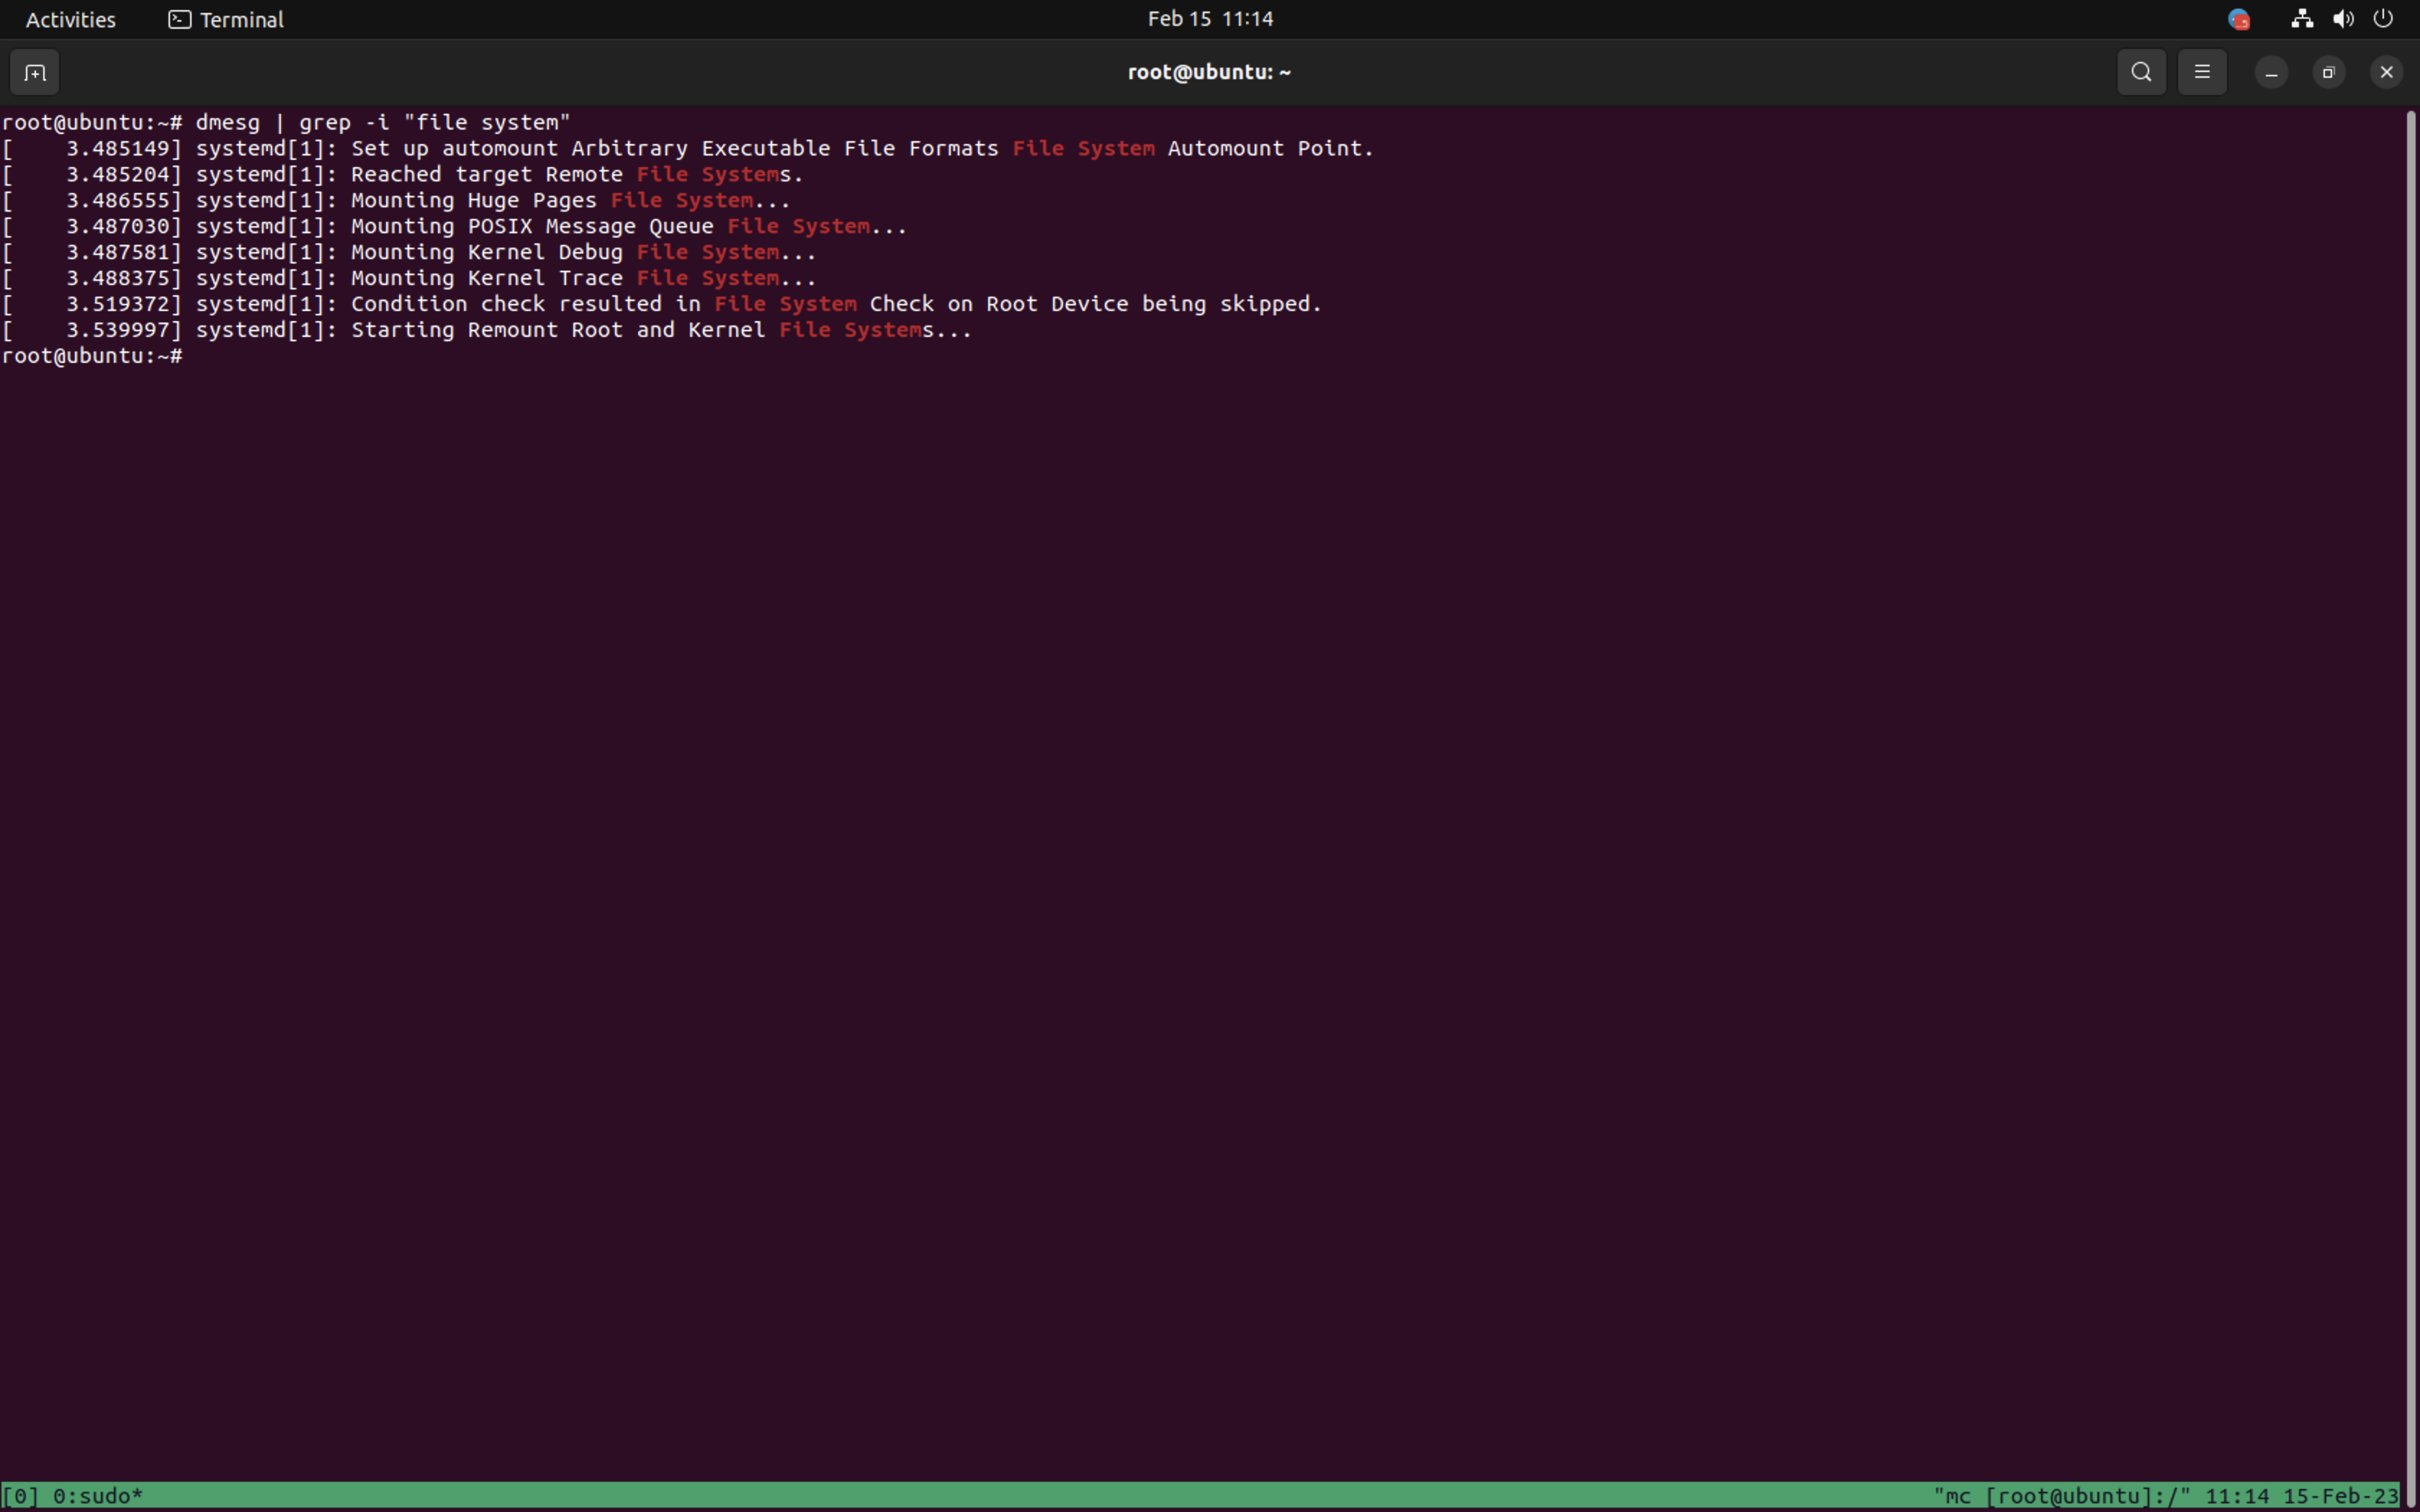 Activities Terminal Feb 15 11:14
root@ubuntu: ~
root@ubuntu:~# dmesg | grep -i "file system"
[    3.485149] systemd[1]: Set up automount Arbitrary Executable File Formats File System Automount Point.
[    3.485204] systemd[1]: Reached target Remote File Systems.
[    3.486555] systemd[1]: Mounting Huge Pages File System...
[    3.487030] systemd[1]: Mounting POSIX Message Queue File System...
[    3.487581] systemd[1]: Mounting Kernel Debug File System...
[    3.488375] systemd[1]: Mounting Kernel Trace File System...
[    3.519372] systemd[1]: Condition check resulted in File System Check on Root Device being skipped.
[    3.539997] systemd[1]: Starting Remount Root and Kernel File Systems...
root@ubuntu:~#
[0] 0:sudo* "mc [root@ubuntu]:/" 11:14 15-Feb-23